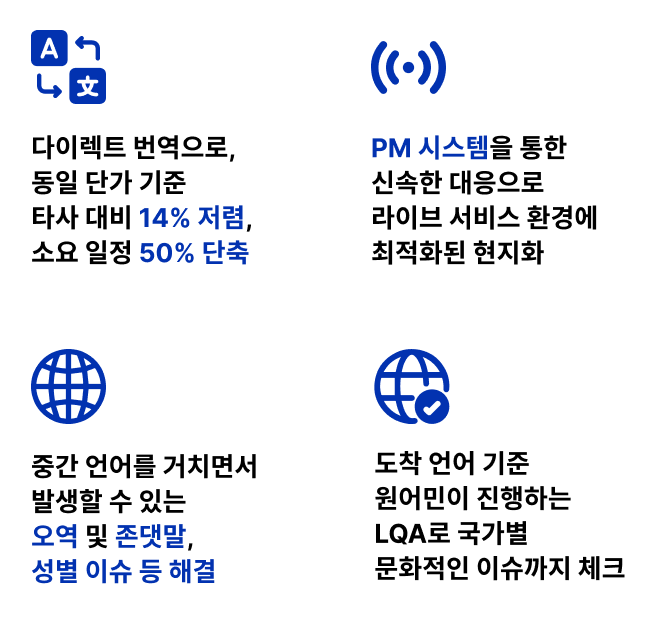 A
文
다이렉트 번역으로,
동일 단가 기준
타사 대비 14% 저렴,
소요 일정 50% 단축
PM 시스템을 통한
신속한 대응으로
라이브 서비스 환경에
최적화된 현지화
중간 언어를 거치면서
발생할 수 있는
오역 및 존댓말,
성별 이슈 등 해결
도착 언어 기준
원어민이 진행하는
LQA로 국가별
문화적인 이슈까지 체크